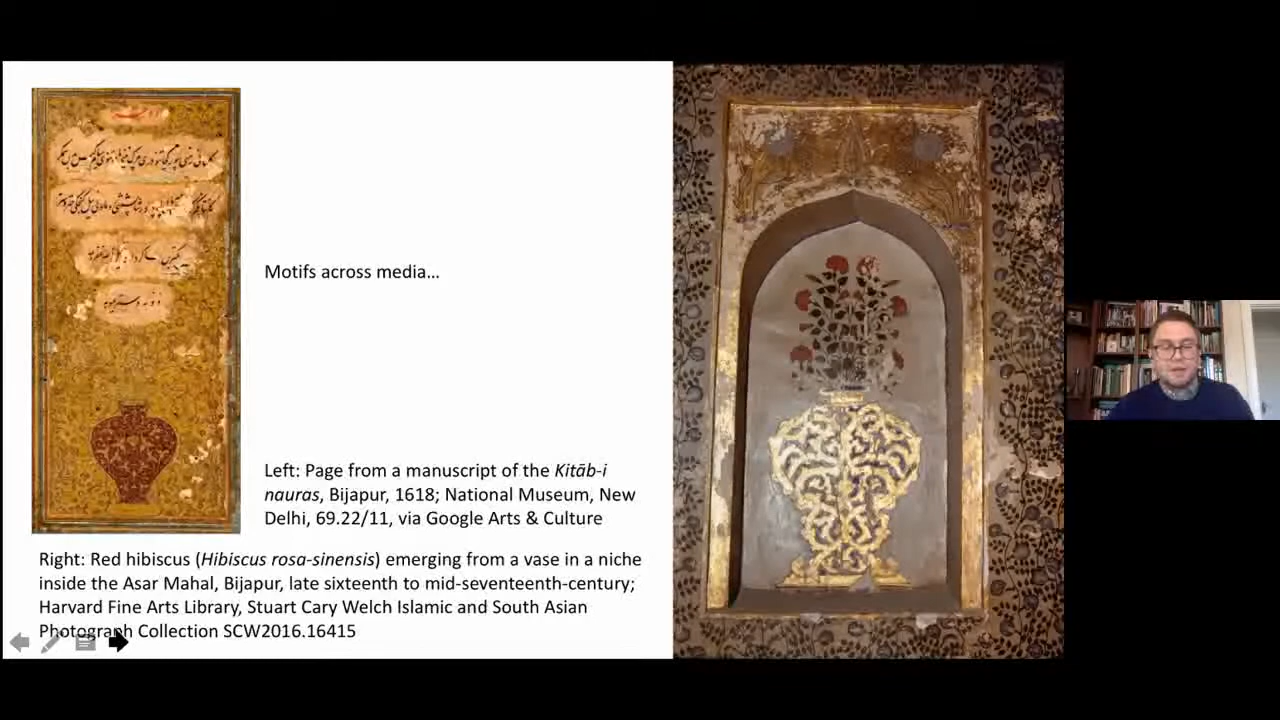 Motifs across media...
Left: Page from a manuscript of the Kitāb-i
nauras, Bijapur, 1618; National Museum, New
Delhi, 69.22/11, via Google Arts & Culture
Right: Red hibiscus (Hibiscus rosa-sinensis) emerging from a vase in a niche
inside the Asar Mahal, Bijapur, late sixteenth to mid-seventeenth-century;
Harvard Fine Arts Library, Stuart Cary Welch Islamic and South Asian
Photograph Collection SCW2016.16415